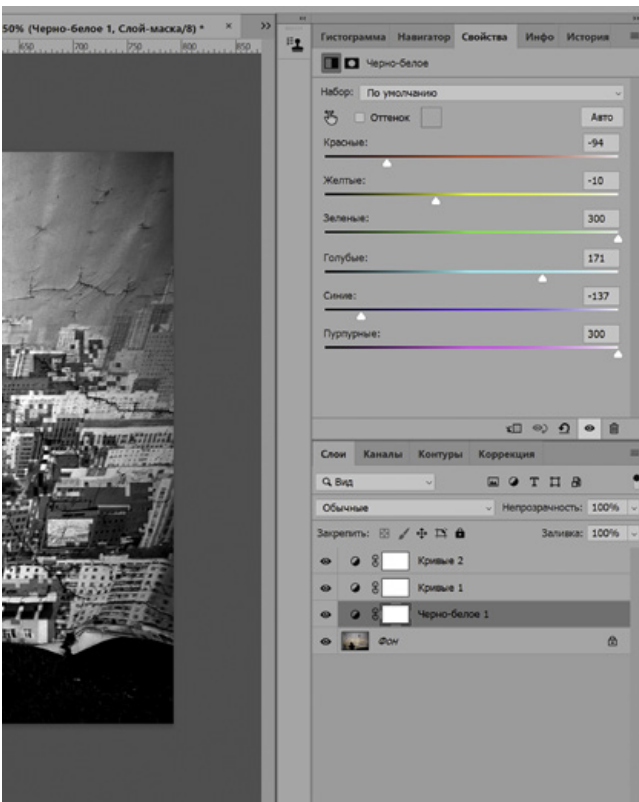 50% (Черно-белое 1, Слой-маска/8) * ×
650 700 750 800 850
Гистограмма Навигатор Свойства Инфо История
Черно-белое
Набор: По умолчанию
Оттенок Авто
Красные: -94
Желтые: -10
Зеленые: 300
Голубые: 171
Синие: -137
Пурпурные: 300
Слои Каналы Контуры Коррекция
Вид
Обычные Непрозрачность: 100%
Закрепить: Заливка: 100%
Кривые 2
Кривые 1
Черно-белое 1
Фон